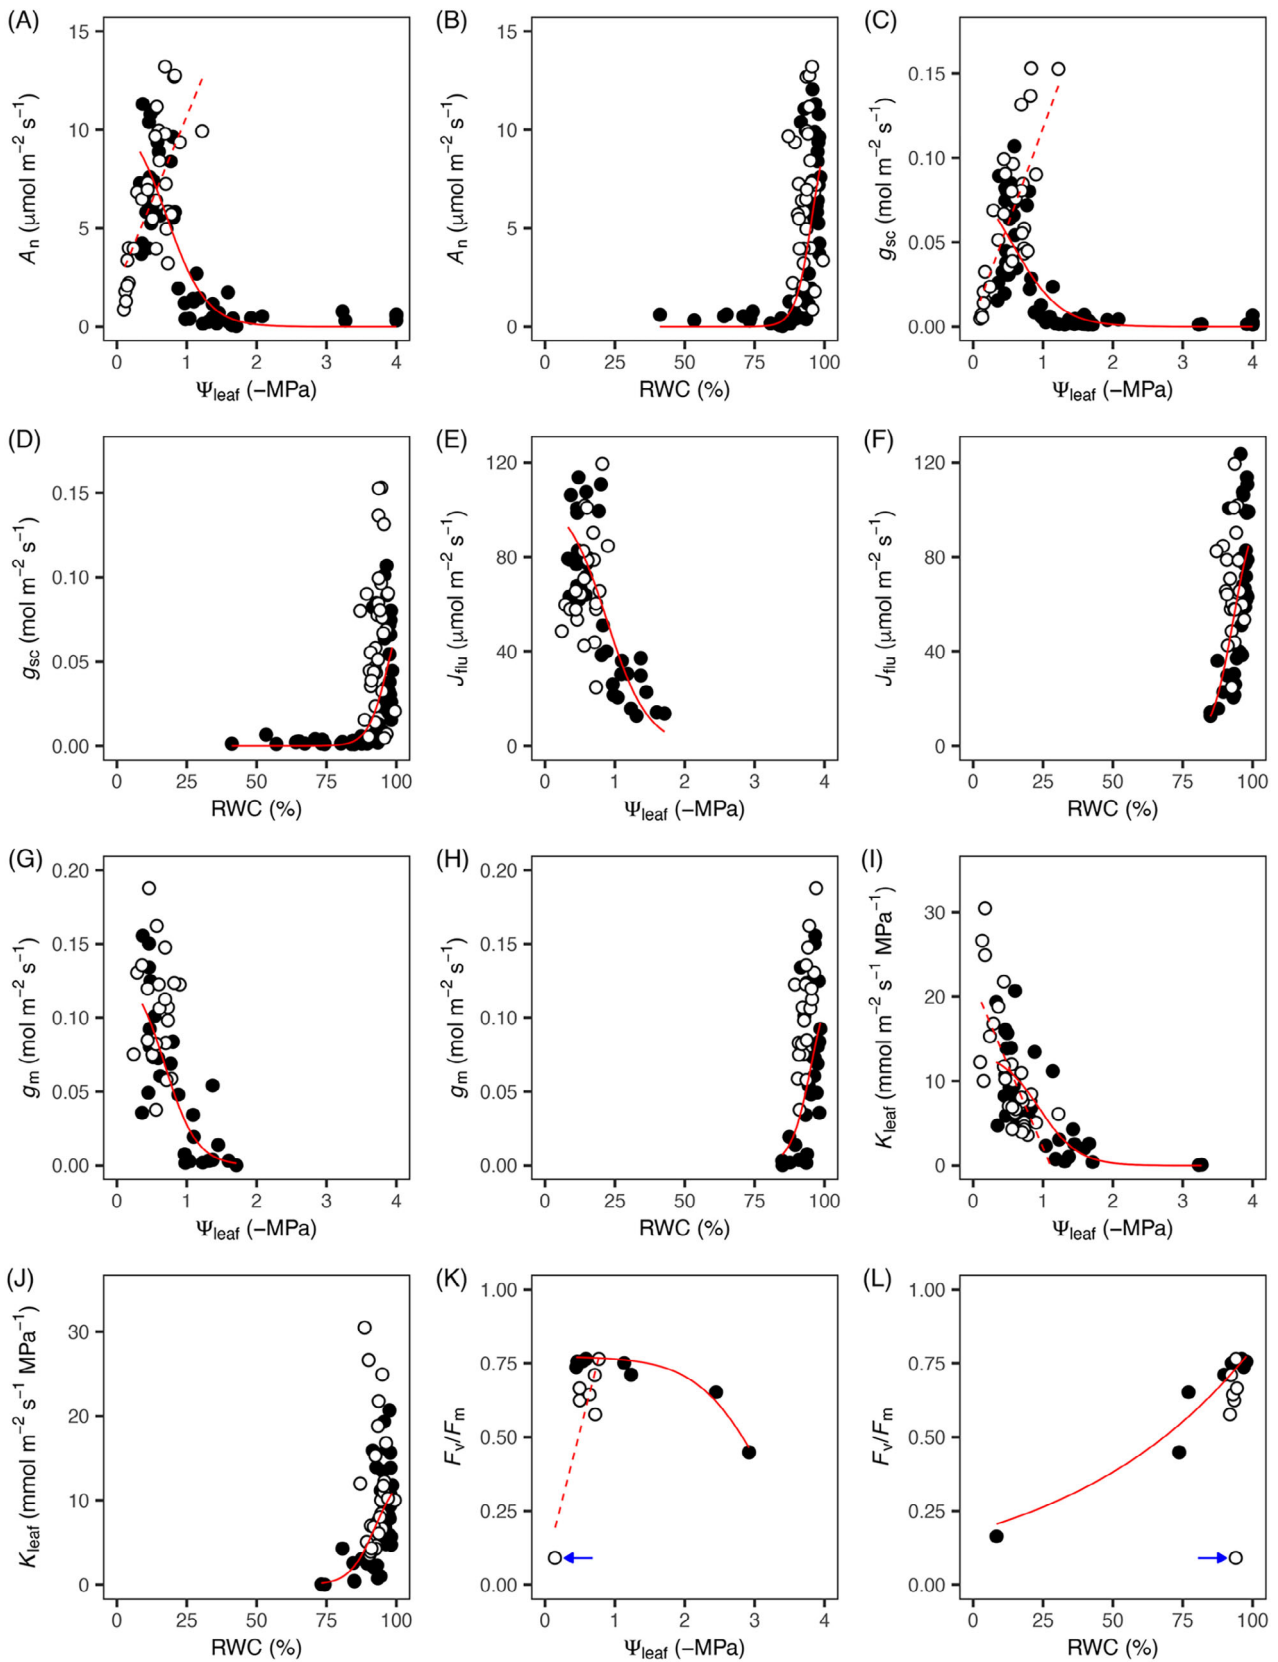 (A) (B) (C)
15 15 0.15
10 10 0.10
5 5 0.05
0 0 0.00
An (μmol m−2 s−1) An (μmol m−2 s−1) gsc (mol m−2 s−1)
0 1 2 3 4 0 25 50 75 100 0 1 2 3 4
Ψleaf (−MPa) RWC (%) Ψleaf (−MPa)
(D) (E) (F)
0.15 120 120
0.10 80 80
0.05 40 40
0.00 0 0
gsc (mol m−2 s−1) Jflu (μmol m−2 s−1) Jflu (μmol m−2 s−1)
0 25 50 75 100 0 1 2 3 4 0 25 50 75 100
RWC (%) Ψleaf (−MPa) RWC (%)
(G) (H) (I)
0.20 0.20 30
0.15 0.15 20
0.10 0.10 10
0.05 0.05 0
0.00 0.00
gm (mol m−2 s−1) gm (mol m−2 s−1) Kleaf (mmol m−2 s−1 MPa−1)
0 1 2 3 4 0 25 50 75 100 0 1 2 3 4
Ψleaf (−MPa) RWC (%) Ψleaf (−MPa)
(J) (K) (L)
30 1.00 1.00
20 0.75 0.75
10 0.50 0.50
0 0.25 0.25
0.00 0.00
Kleaf (mmol m−2 s−1 MPa−1) Fv/Fm Fv/Fm
0 25 50 75 100 0 1 2 3 4 0 25 50 75 100
RWC (%) Ψleaf (−MPa) RWC (%)